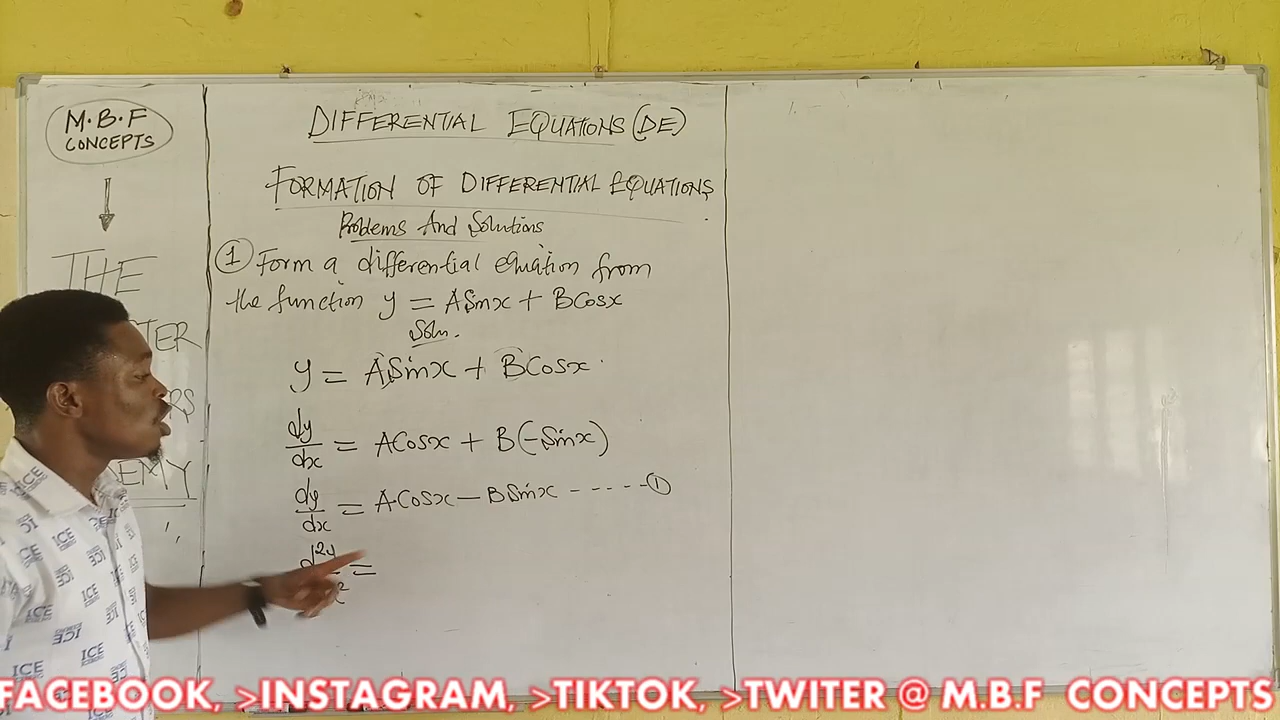 M.B.F
CONCEPTS
THE
DIFFERENTIAL EQUATIONS (DE)
FORMATION OF DIFFERENTIAL EQUATIONS
Problems And Solutions
① Form a differential equation from
the function y = ASinx + BCosx
Soln.
y = ASinx + BCosx
dy/dx = ACosx + B(-Sinx)
dy/dx = ACosx - BSinx ------①
d²y =
ICE
FACEBOOK, >INSTAGRAM, >TIKTOK, >TWITER @ M.B.F CONCEPTS